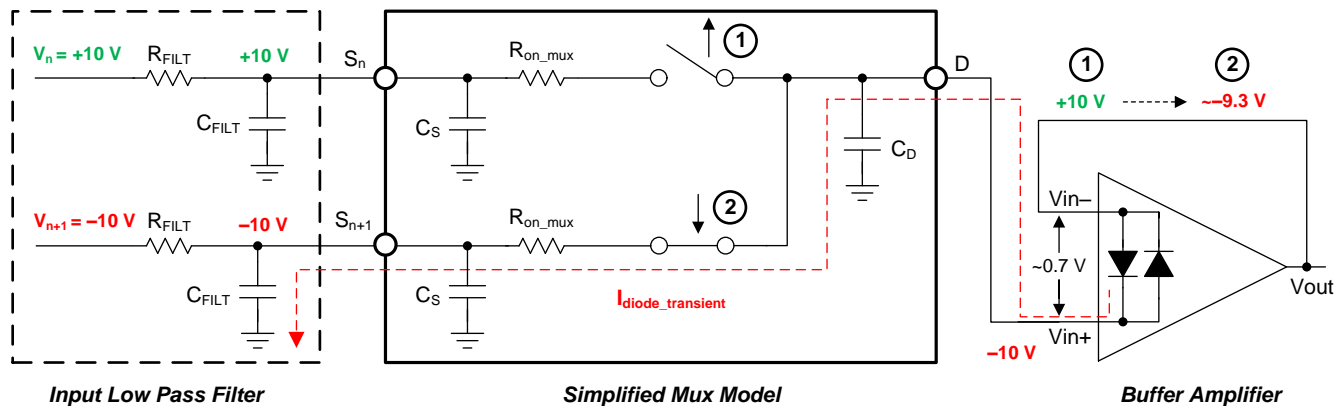 Vn = +10 V
RFILT
+10 V
Sn
Ron_mux
1
D
1
2
+10 V
~–9.3 V
CFILT
CS
CD
Vn+1 = –10 V
RFILT
–10 V
Sn+1
Ron_mux
2
Vin–
~0.7 V
CFILT
CS
Idiode_transient
Vout
Vin+
–10 V
Input Low Pass Filter
Simplified Mux Model
Buffer Amplifier